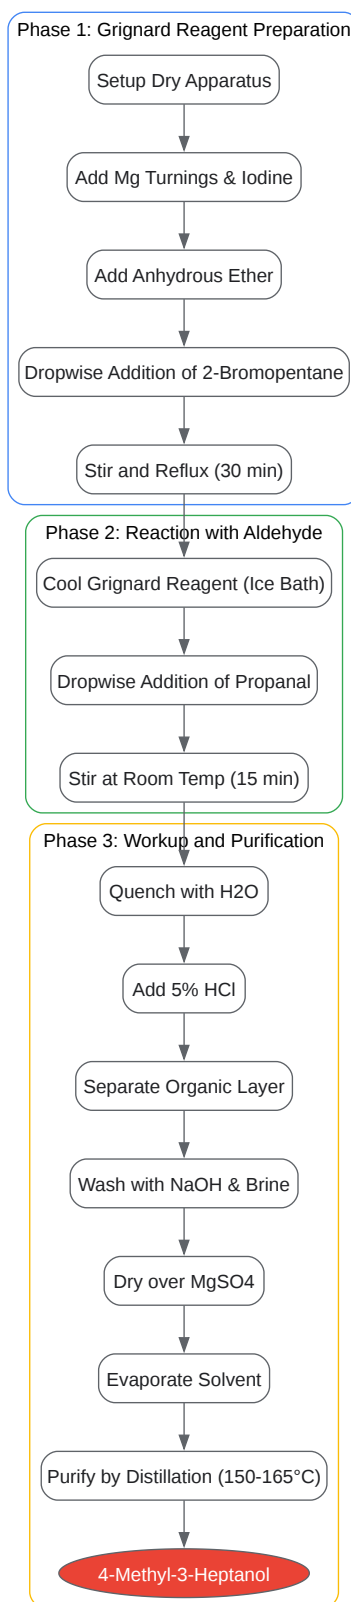 Phase 1: Grignard Reagent Preparation
Setup Dry Apparatus
Add Mg Turnings & Iodine
Add Anhydrous Ether
Dropwise Addition of 2-Bromopentane
Stir and Reflux (30 min)
Phase 2: Reaction with Aldehyde
Cool Grignard Reagent (Ice Bath)
Dropwise Addition of Propanal
Stir at Room Temp (15 min)
Phase 3: Workup and Purification
Quench with H2O
Add 5% HCl
Separate Organic Layer
Wash with NaOH & Brine
Dry over MgSO4
Evaporate Solvent
Purify by Distillation (150-165°C)
4-Methyl-3-Heptanol